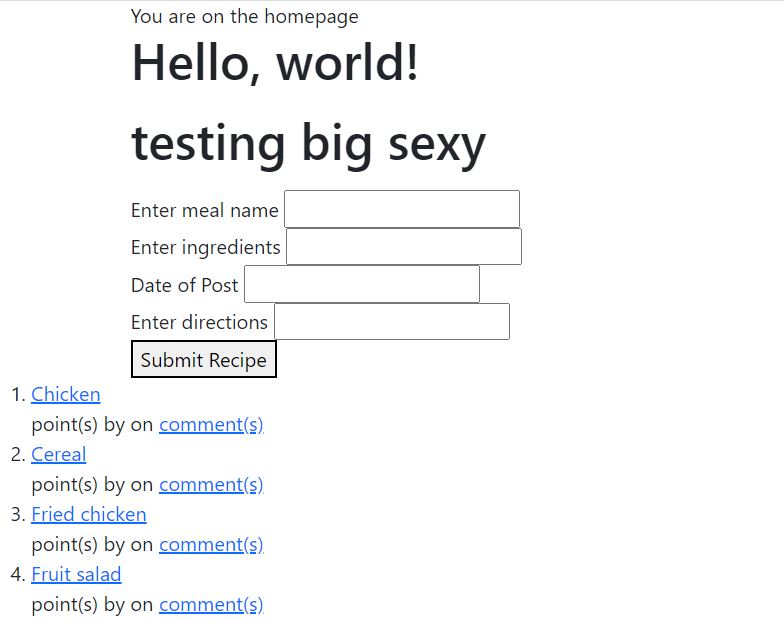 You are on the homepage
Hello, world!
testing big sexy
Enter meal name
Enter ingredients
Date of Post
Enter directions
Submit Recipe
1. Chicken
point(s) by on comment(s)
2. Cereal
point(s) by on comment(s)
3. Fried chicken
point(s) by on comment(s)
4. Fruit salad
point(s) by on comment(s)